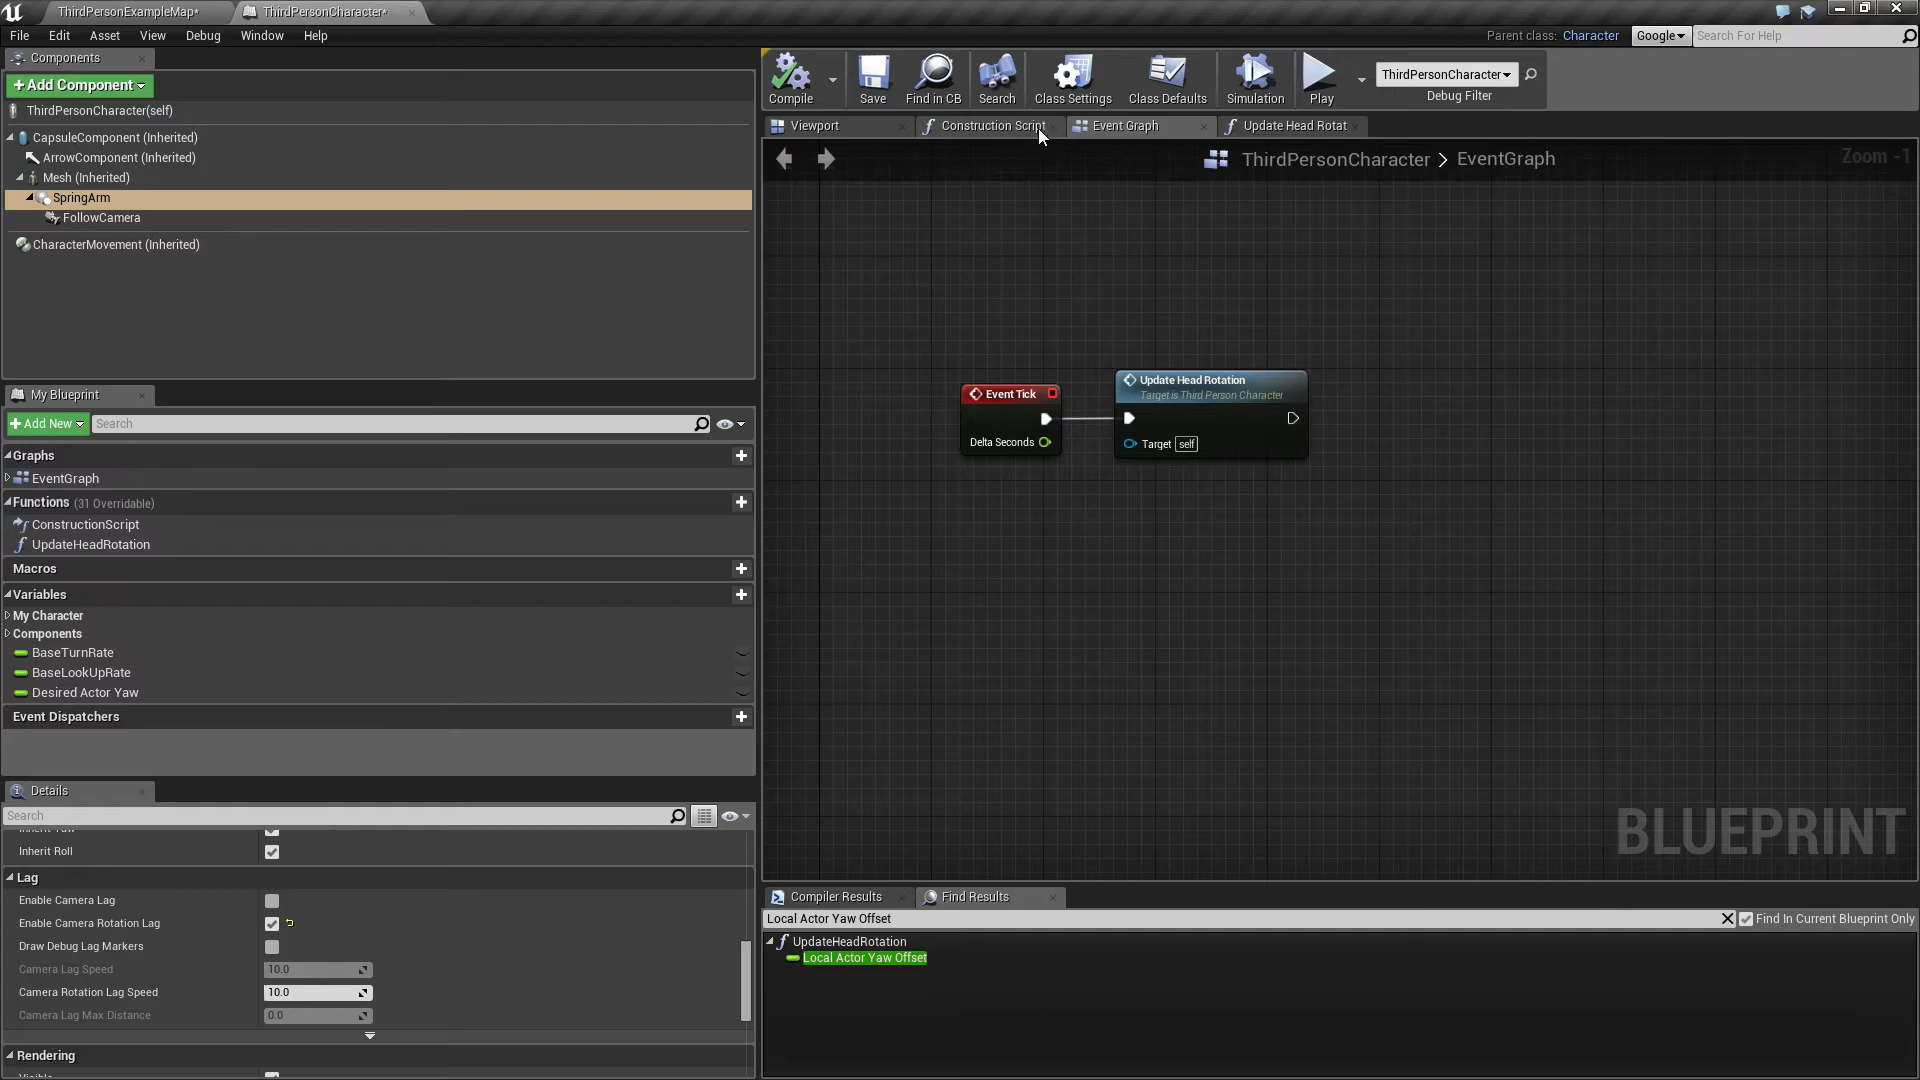 ThirdPersonExampleMap*
ThirdPersonCharacter*
File Edit Asset View Debug Window Help
Parent class: Character
Google
Search For Help
Components
+ Add Component
ThirdPersonCharacter(self)
CapsuleComponent (Inherited)
ArrowComponent (Inherited)
Mesh (Inherited)
SpringArm
FollowCamera
CharacterMovement (Inherited)
My Blueprint
+ Add New
Search
Graphs
EventGraph
Functions (31 Overridable)
ConstructionScript
UpdateHeadRotation
Macros
Variables
My Character
Components
BaseTurnRate
BaseLookUpRate
Desired Actor Yaw
Event Dispatchers
Details
Search
Inherit Yaw
Inherit Roll
Lag
Enable Camera Lag
Enable Camera Rotation Lag
Draw Debug Lag Markers
Camera Lag Speed 10.0
Camera Rotation Lag Speed 10.0
Camera Lag Max Distance 0.0
Rendering
Visible
Compile
Save
Find in CB
Search
Class Settings
Class Defaults
Simulation
Play
ThirdPersonCharacter
Debug Filter
Viewport
Construction Script
Event Graph
Update Head Rotat
ThirdPersonCharacter > EventGraph
Zoom -1
Event Tick
Delta Seconds
Update Head Rotation
Target is Third Person Character
Target self
BLUEPRINT
Compiler Results
Find Results
Local Actor Yaw Offset
Find In Current Blueprint Only
UpdateHeadRotation
Local Actor Yaw Offset